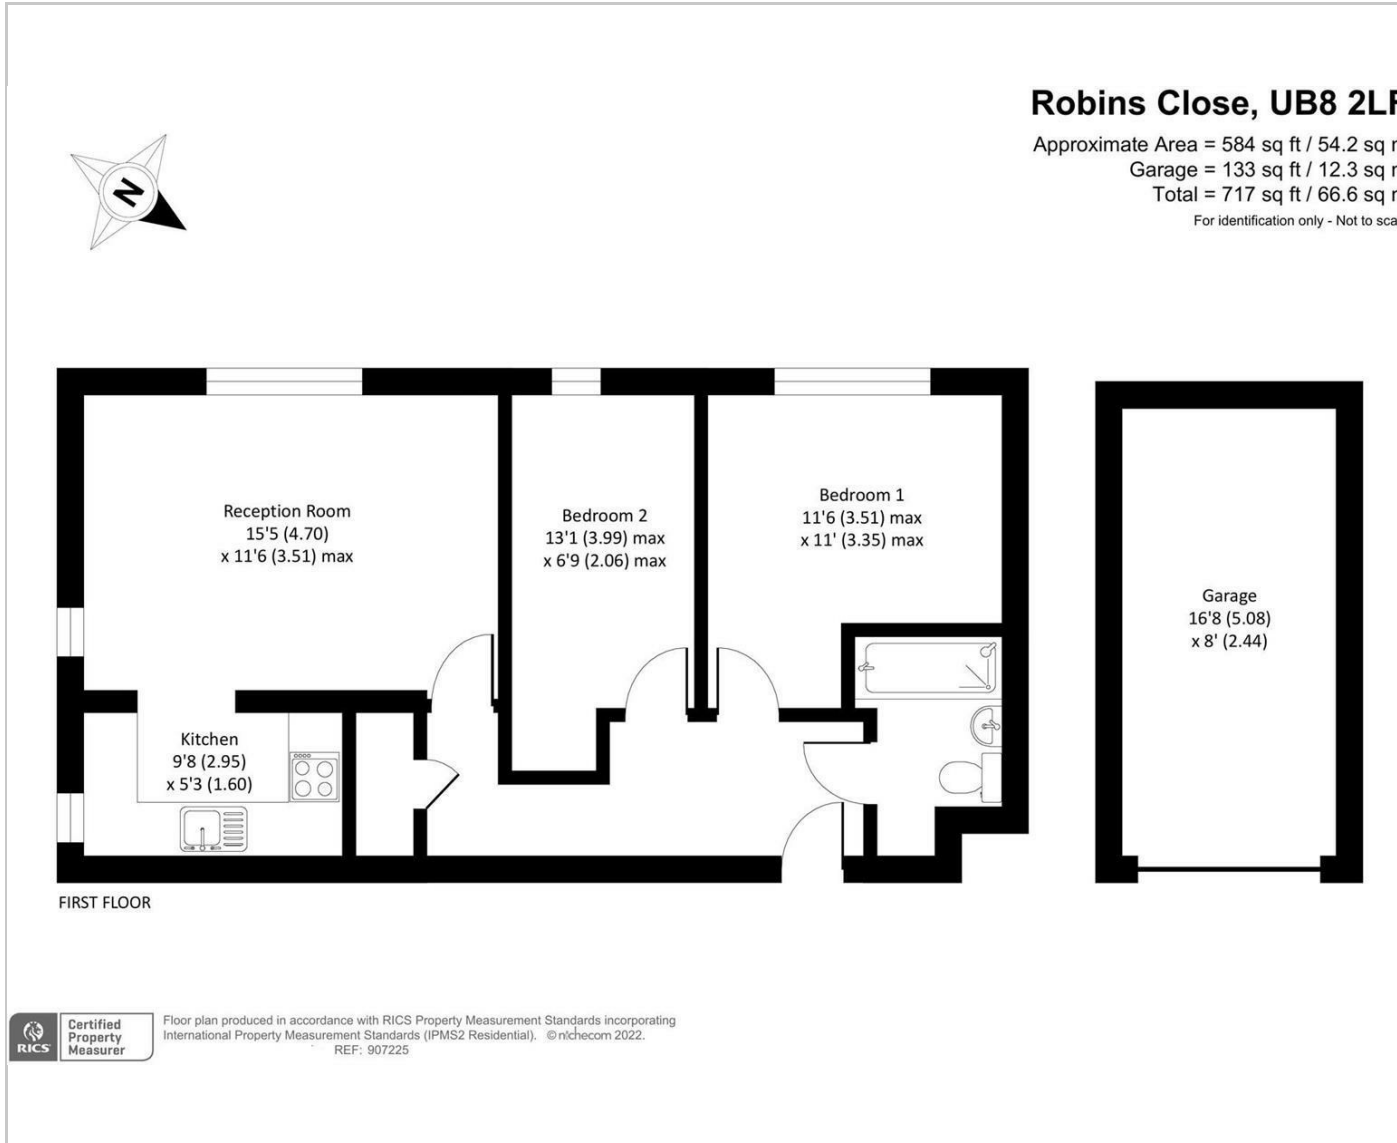 Robins Close, UB8 2L
Approximate Area = 584 sq ft / 54.2 sq
Garage = 133 sq ft / 12.3 sq
Total = 717 sq ft / 66.6 sq
For identification only - Not to sca
N
Reception Room
15'5 (4.70)
x 11'6 (3.51) max
Bedroom 2
13'1 (3.99) max
x 6'9 (2.06) max
Bedroom 1
11'6 (3.51) max
x 11' (3.35) max
Garage
16'8 (5.08)
x 8' (2.44)
Kitchen
9'8 (2.95)
x 5'3 (1.60)
FIRST FLOOR
RICS
Certified
Property
Measurer
Floor plan produced in accordance with RICS Property Measurement Standards incorporating
International Property Measurement Standards (IPMS2 Residential). © nichecom 2022.
REF: 907225